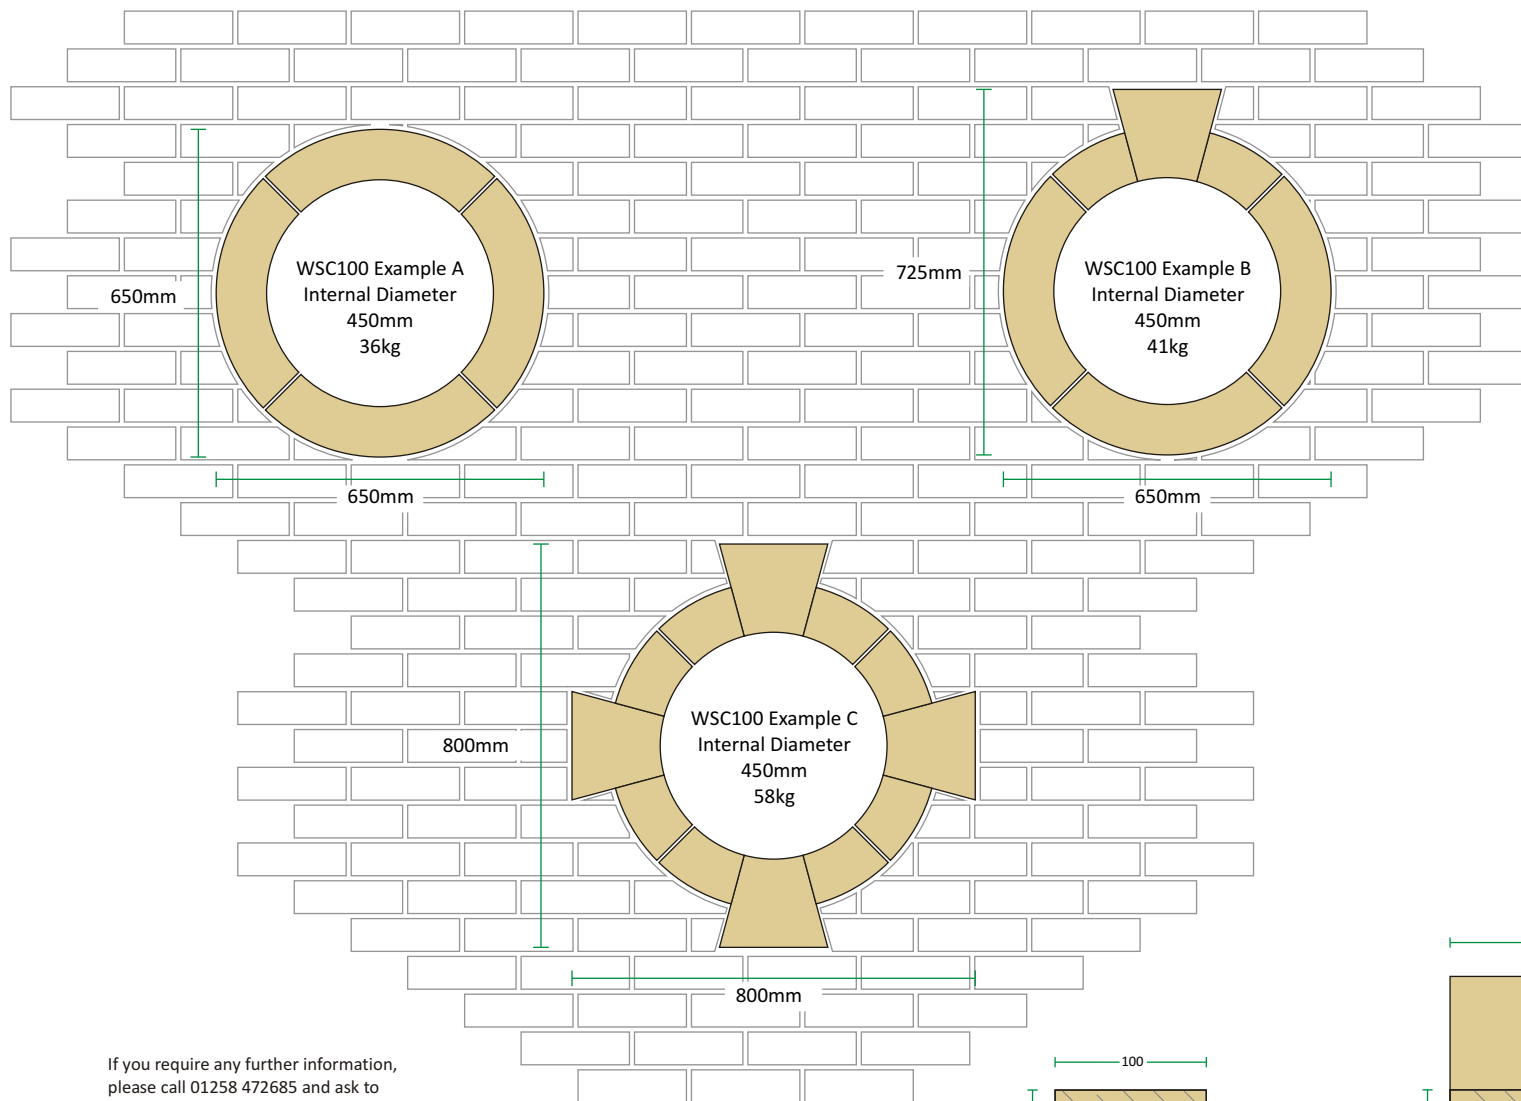 WSC100 Example A
Internal Diameter
450mm
36kg
650mm
650mm
WSC100 Example B
Internal Diameter
450mm
41kg
725mm
650mm
WSC100 Example C
Internal Diameter
450mm
58kg
800mm
800mm
If you require any further information,
please call 01258 472685 and ask to
100